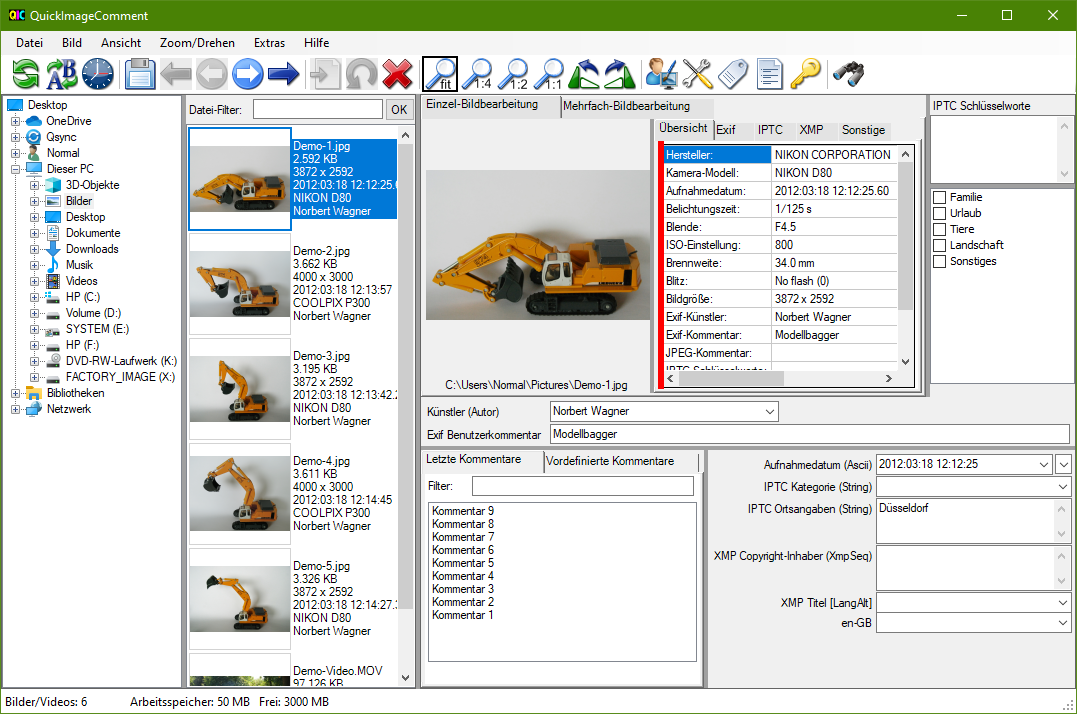 QuickImageComment
Datei Bild Ansicht Zoom/Drehen Extras Hilfe
fit 1:4 1:2 1:1
Desktop
OneDrive
Qsync
Normal
Dieser PC
3D-Objekte
Bilder
Desktop
Dokumente
Downloads
Musik
Videos
HP (C:)
Volume (D:)
SYSTEM (E:)
HP (F:)
DVD-RW-Laufwerk (K:)
FACTORY_IMAGE (X:)
Bibliotheken
Netzwerk
Datei-Filter: OK
Demo-1.jpg
2.592 KB
3872 x 2592
2012:03:18 12:12:25.
NIKON D80
Norbert Wagner
Demo-2.jpg
3.662 KB
4000 x 3000
2012:03:18 12:13:57
COOLPIX P300
Norbert Wagner
Demo-3.jpg
3.195 KB
3872 x 2592
2012:03:18 12:13:42.
NIKON D80
Norbert Wagner
Demo-4.jpg
3.611 KB
4000 x 3000
2012:03:18 12:14:45
COOLPIX P300
Norbert Wagner
Demo-5.jpg
3.326 KB
3872 x 2592
2012:03:18 12:14:27.
NIKON D80
Norbert Wagner
Demo-Video.MOV
97.126 KB
Einzel-Bildbearbeitung Mehrfach-Bildbearbeitung
C:\Users\Normal\Pictures\Demo-1.jpg
Übersicht Exif IPTC XMP Sonstige
Hersteller: NIKON CORPORATION
Kamera-Modell: NIKON D80
Aufnahmedatum: 2012:03:18 12:12:25.60
Belichtungszeit: 1/125 s
Blende: F4.5
ISO-Einstellung: 800
Brennweite: 34.0 mm
Blitz: No flash (0)
Bildgröße: 3872 x 2592
Exif-Künstler: Norbert Wagner
Exif-Kommentar: Modellbagger
JPEG-Kommentar:
IPTC Schlüsselworte:
IPTC Schlüsselworte
Familie
Urlaub
Tiere
Landschaft
Sonstiges
Künstler (Autor) Norbert Wagner
Exif Benutzerkommentar Modellbagger
Letzte Kommentare Vordefinierte Kommentare
Filter:
Kommentar 9
Kommentar 8
Kommentar 7
Kommentar 6
Kommentar 5
Kommentar 4
Kommentar 3
Kommentar 2
Kommentar 1
Aufnahmedatum (Ascii) 2012:03:18 12:12:25
IPTC Kategorie (String)
IPTC Ortsangaben (String) Düsseldorf
XMP Copyright-Inhaber (XmpSeq)
XMP Titel [LangAlt]
en-GB
Bilder/Videos: 6 Arbeitsspeicher: 50 MB Frei: 3000 MB